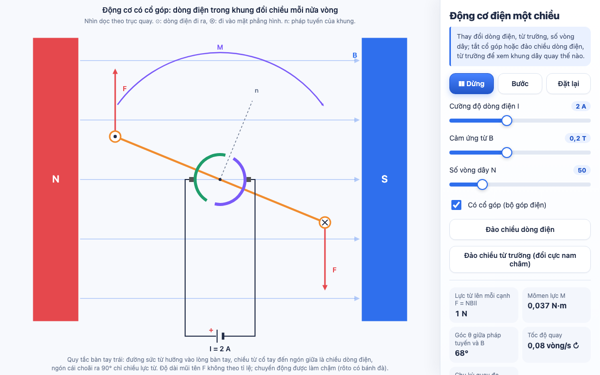 Động cơ có cổ góp: dòng điện trong khung đổi chiều mỗi nửa vòng
Nhìn dọc theo trục quay. ⊙: dòng điện đi ra, ⊗: đi vào mặt phẳng hình. n: pháp tuyến của khung.
M
B
F
n
N
S
F
+
I = 2 A
Quy tắc bàn tay trái: đường sức từ hướng vào lòng bàn tay, chiều từ cổ tay đến ngón giữa là chiều dòng điện,
ngón cái choãi ra 90° chỉ chiều lực từ. Độ dài mũi tên F không theo tỉ lệ; chuyển động được làm chậm (rôto có bánh đà).
Động cơ điện một chiều
Thay đổi dòng điện, từ trường, số vòng
dây; tắt cổ góp hoặc đảo chiều dòng điện,
từ trường để xem khung dây quay thế nào.
Dừng
Bước
Đặt lại
Cường độ dòng điện I
2 A
Cảm ứng từ B
0,2 T
Số vòng dây N
50
Có cổ góp (bộ góp điện)
Đảo chiều dòng điện
Đảo chiều từ trường (đổi cực nam
châm)
Lực từ lên mỗi cạnh
F = NBIl
1 N
Mômen lực M
0,037 N·m
Góc θ giữa pháp
tuyến và B
68°
Tốc độ quay
0,08 vòng/s ↻